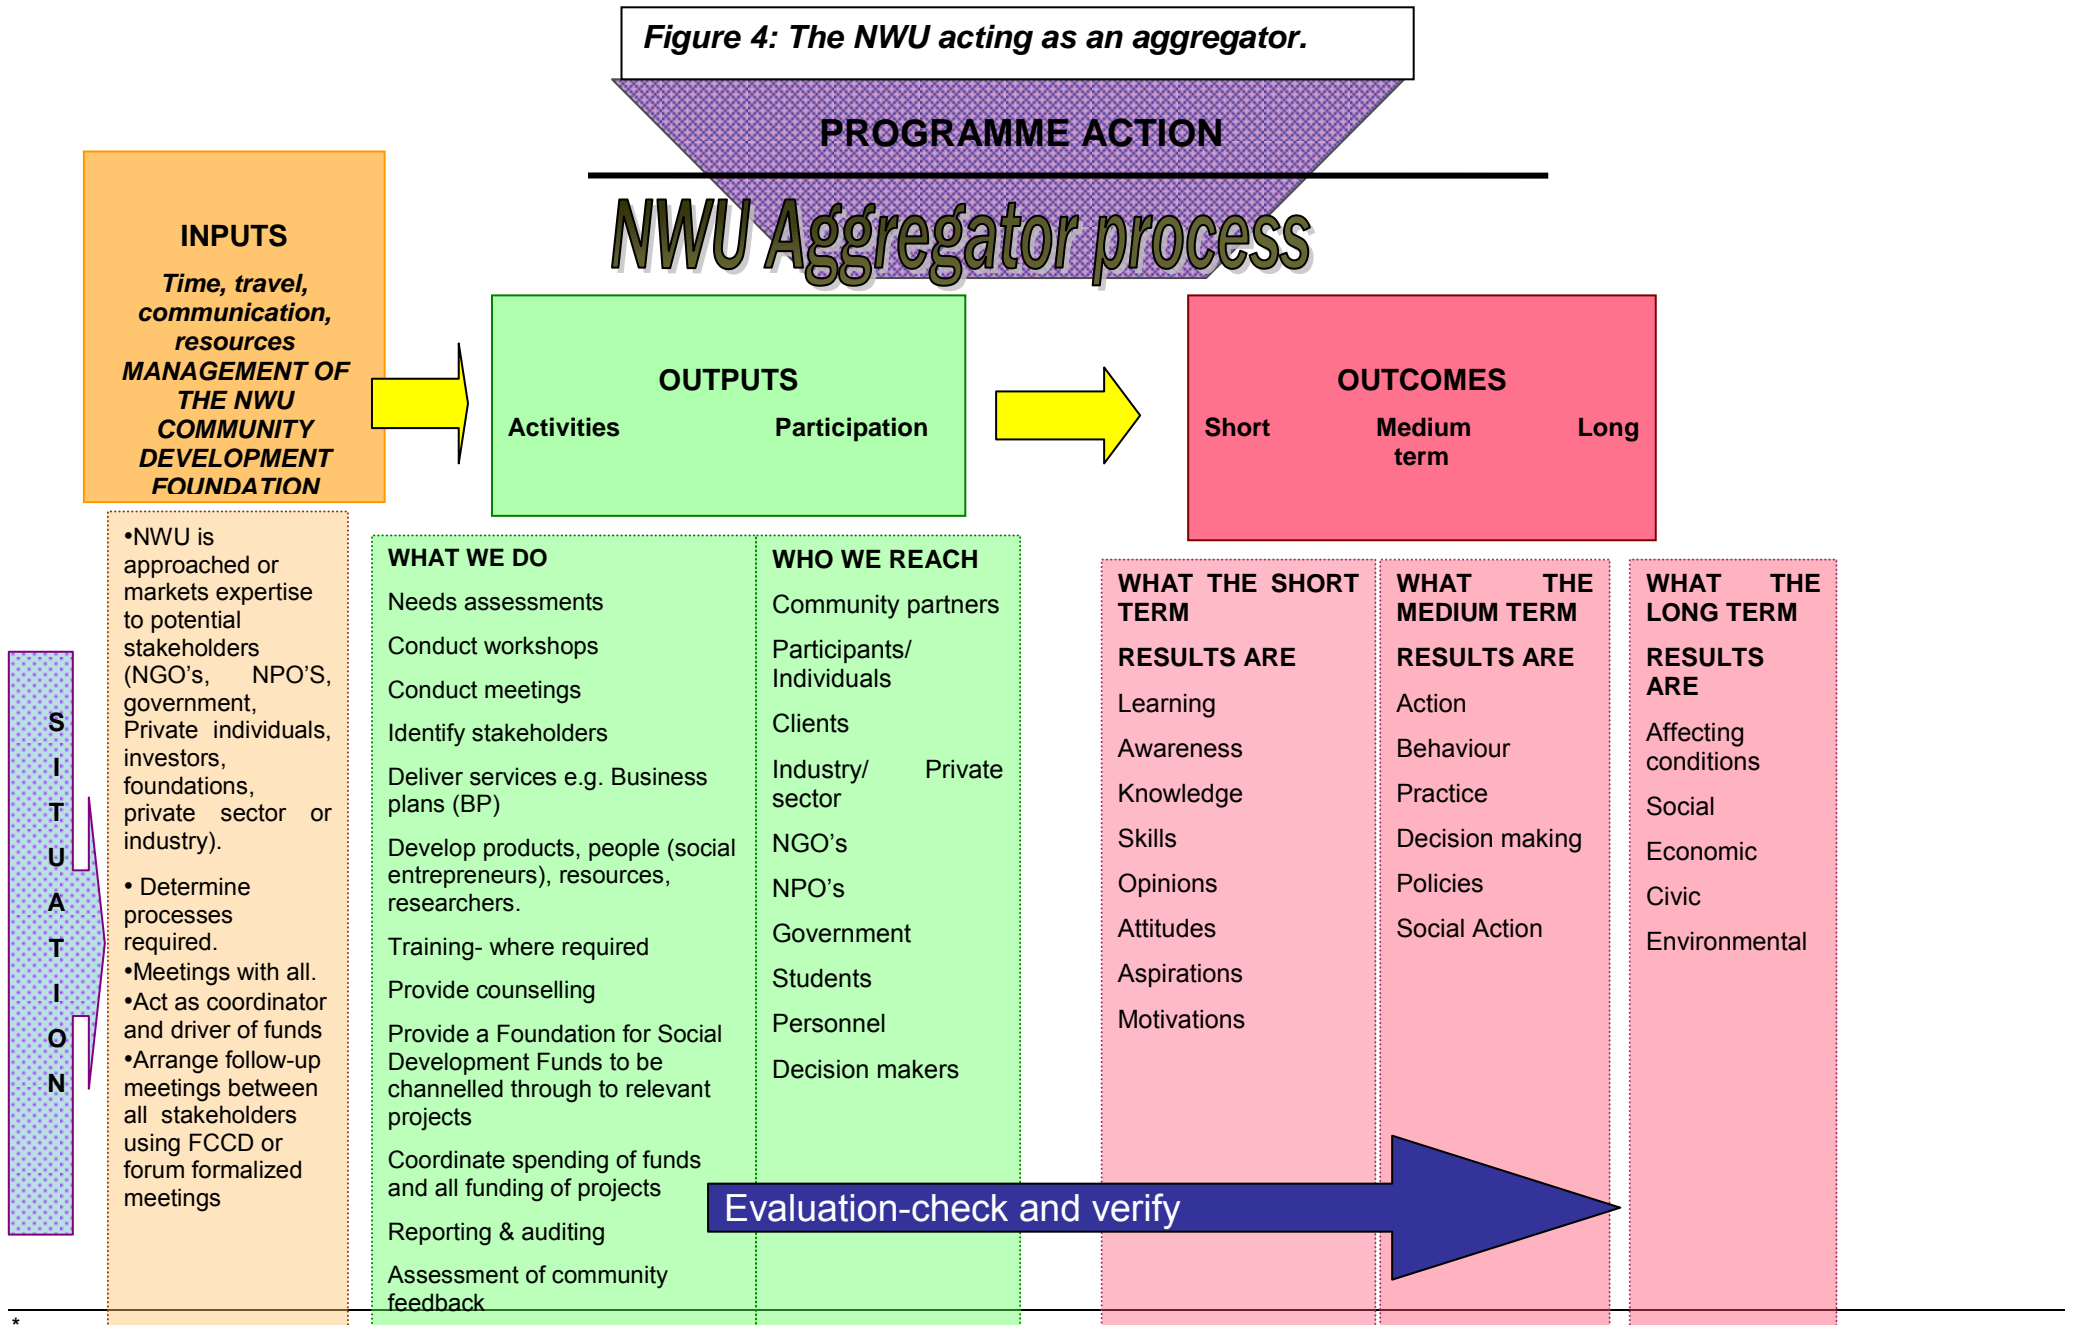 Figure 4: The NWU acting as an aggregator.
PROGRAMME ACTION
NWU Aggregator process
INPUTS
Time, travel,
communication,
resources
MANAGEMENT OF
THE NWU
COMMUNITY
DEVELOPMENT
FOUNDATION
OUTPUTS
Activities Participation
OUTCOMES
Short Medium Long
term
S
I
T
U
A
T
I
O
N
•NWU is
approached or
markets expertise
to potential
stakeholders
(NGO’s, NPO’S,
government,
Private individuals,
investors,
foundations,
private sector or
industry).
• Determine
processes
required.
•Meetings with all.
•Act as coordinator
and driver of funds
•Arrange follow-up
meetings between
all stakeholders
using FCCD or
forum formalized
meetings
WHAT WE DO
Needs assessments
Conduct workshops
Conduct meetings
Identify stakeholders
Deliver services e.g. Business
plans (BP)
Develop products, people (social
entrepreneurs), resources,
researchers.
Training- where required
Provide counselling
Provide a Foundation for Social
Development Funds to be
channelled through to relevant
projects
Coordinate spending of funds
and all funding of projects
Reporting & auditing
Assessment of community
feedback
WHO WE REACH
Community partners
Participants/
Individuals
Clients
Industry/ Private
sector
NGO’s
NPO’s
Government
Students
Personnel
Decision makers
WHAT THE SHORT
TERM
RESULTS ARE
Learning
Awareness
Knowledge
Skills
Opinions
Attitudes
Aspirations
Motivations
WHAT THE
MEDIUM TERM
RESULTS ARE
Action
Behaviour
Practice
Decision making
Policies
Social Action
WHAT THE
LONG TERM
RESULTS
ARE
Affecting
conditions
Social
Economic
Civic
Environmental
Evaluation-check and verify
*